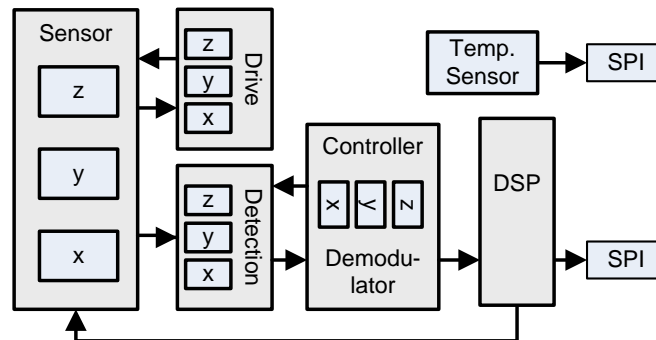 Sensor
z
y
x
z
y
x
Drive
z
y
x
Detection
Controller
x
y
z
Demodu-
lator
DSP
Temp.
Sensor
SPI
SPI